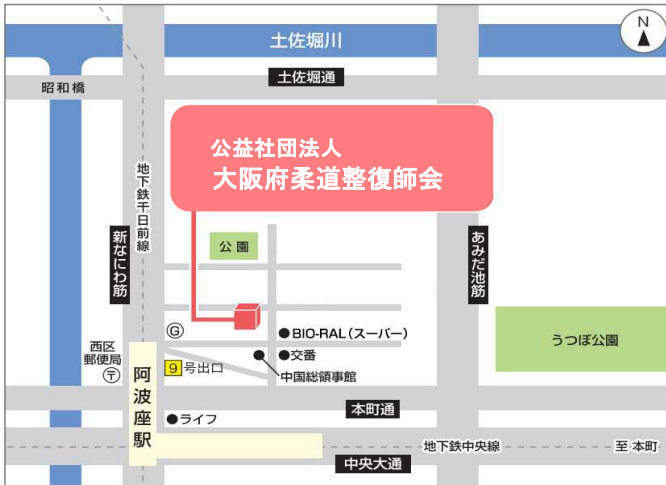 土佐堀川
N
土佐堀通
昭和橋
公益社団法人
大阪府柔道整復師会
地下鉄千日前線
新なにわ筋
公園
あみだ池筋
G
BIO-RAL(スーパー)
交番
中国総領事館
うつぼ公園
西区
郵便局
〒
9号出口
阿波座駅
本町通
ライフ
地下鉄中央線
至 本町
中央大通